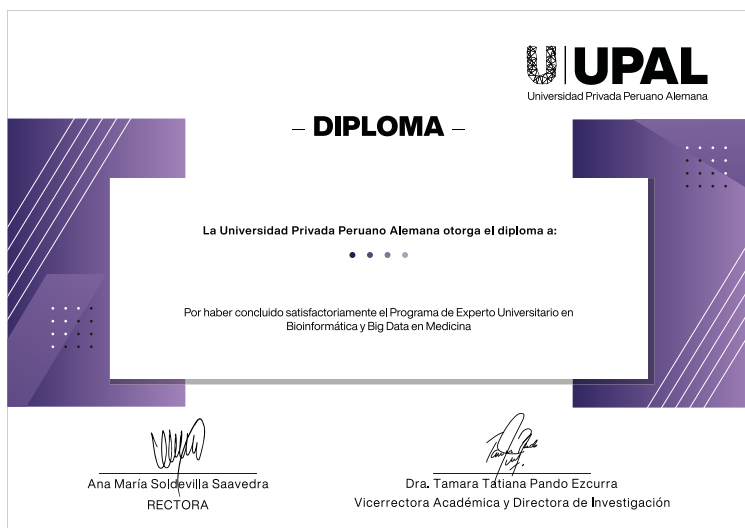 UPAL
Universidad Privada Peruano Alemana
– DIPLOMA –
La Universidad Privada Peruano Alemana otorga el diploma a:
Por haber concluido satisfactoriamente el Programa de Experto Universitario en
Bioinformática y Big Data en Medicina
Ana María Soldevilla Saavedra
RECTORA
Dra. Tamara Tatiana Pando Ezcurra
Vicerrectora Académica y Directora de Investigación